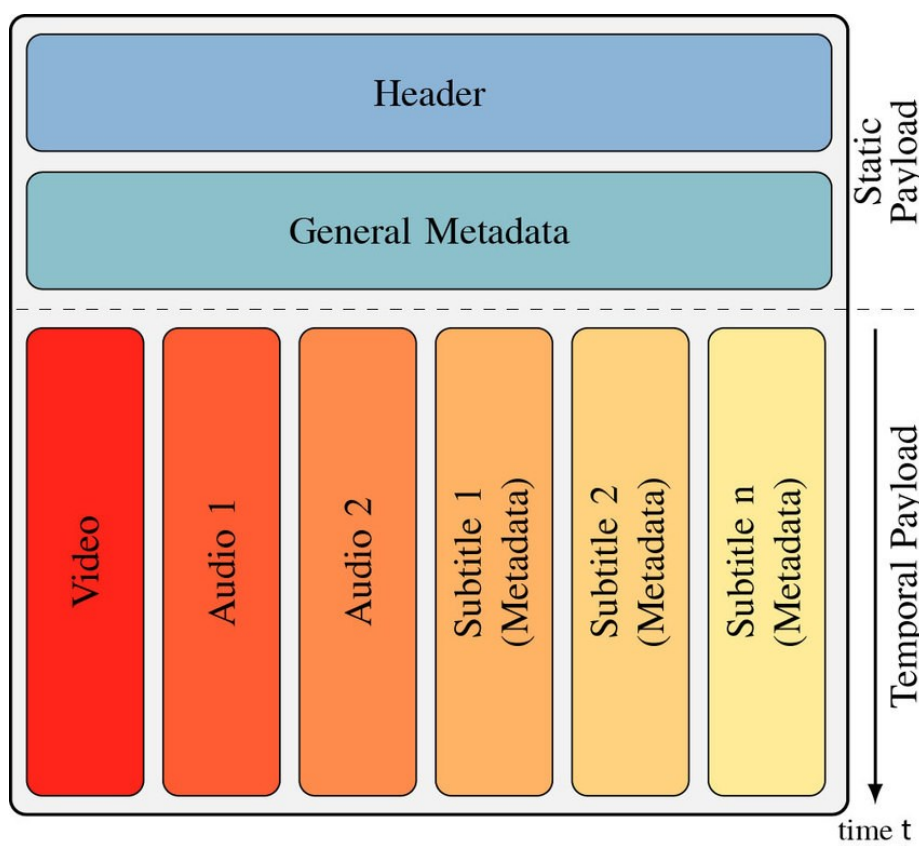 Header
Static
Payload
General Metadata
Video
Audio 1
Audio 2
Subtitle 1
(Metadata)
Subtitle 2
(Metadata)
Subtitle n
(Metadata)
Temporal Payload
time t